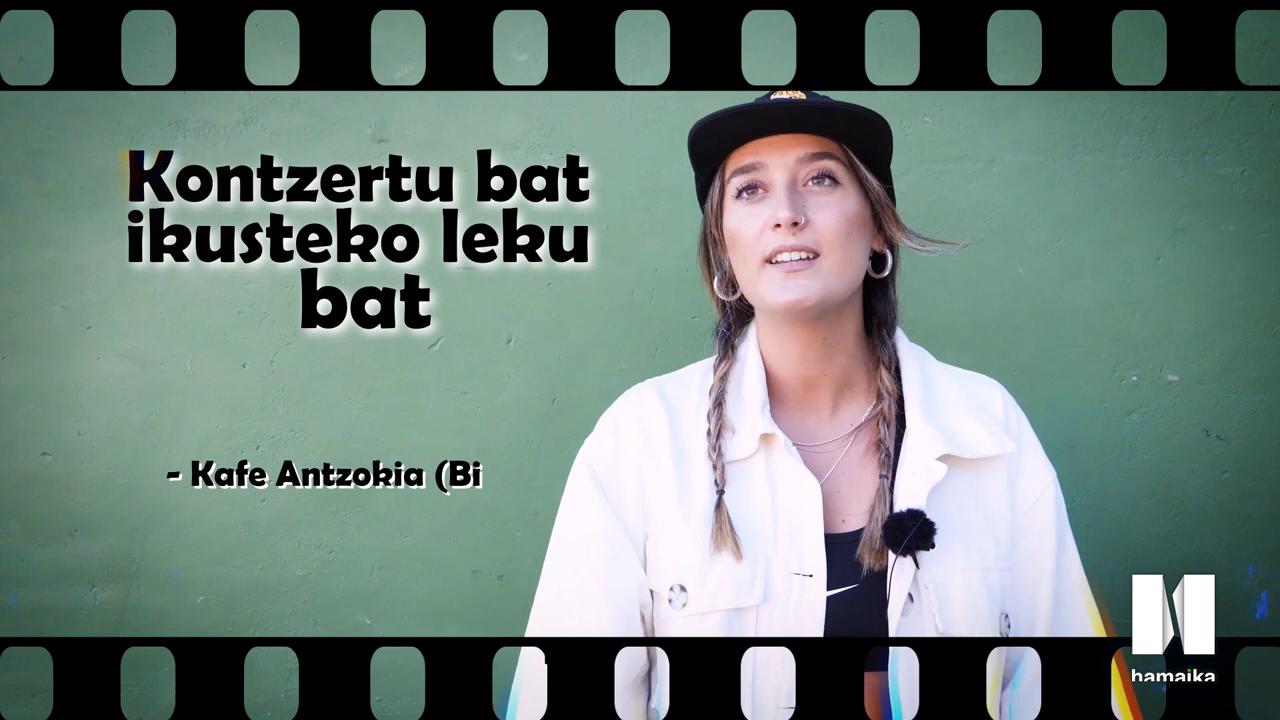 Kontzertu bat
ikusteko leku
bat
- Kafe Antzokia (Bi
hamaika